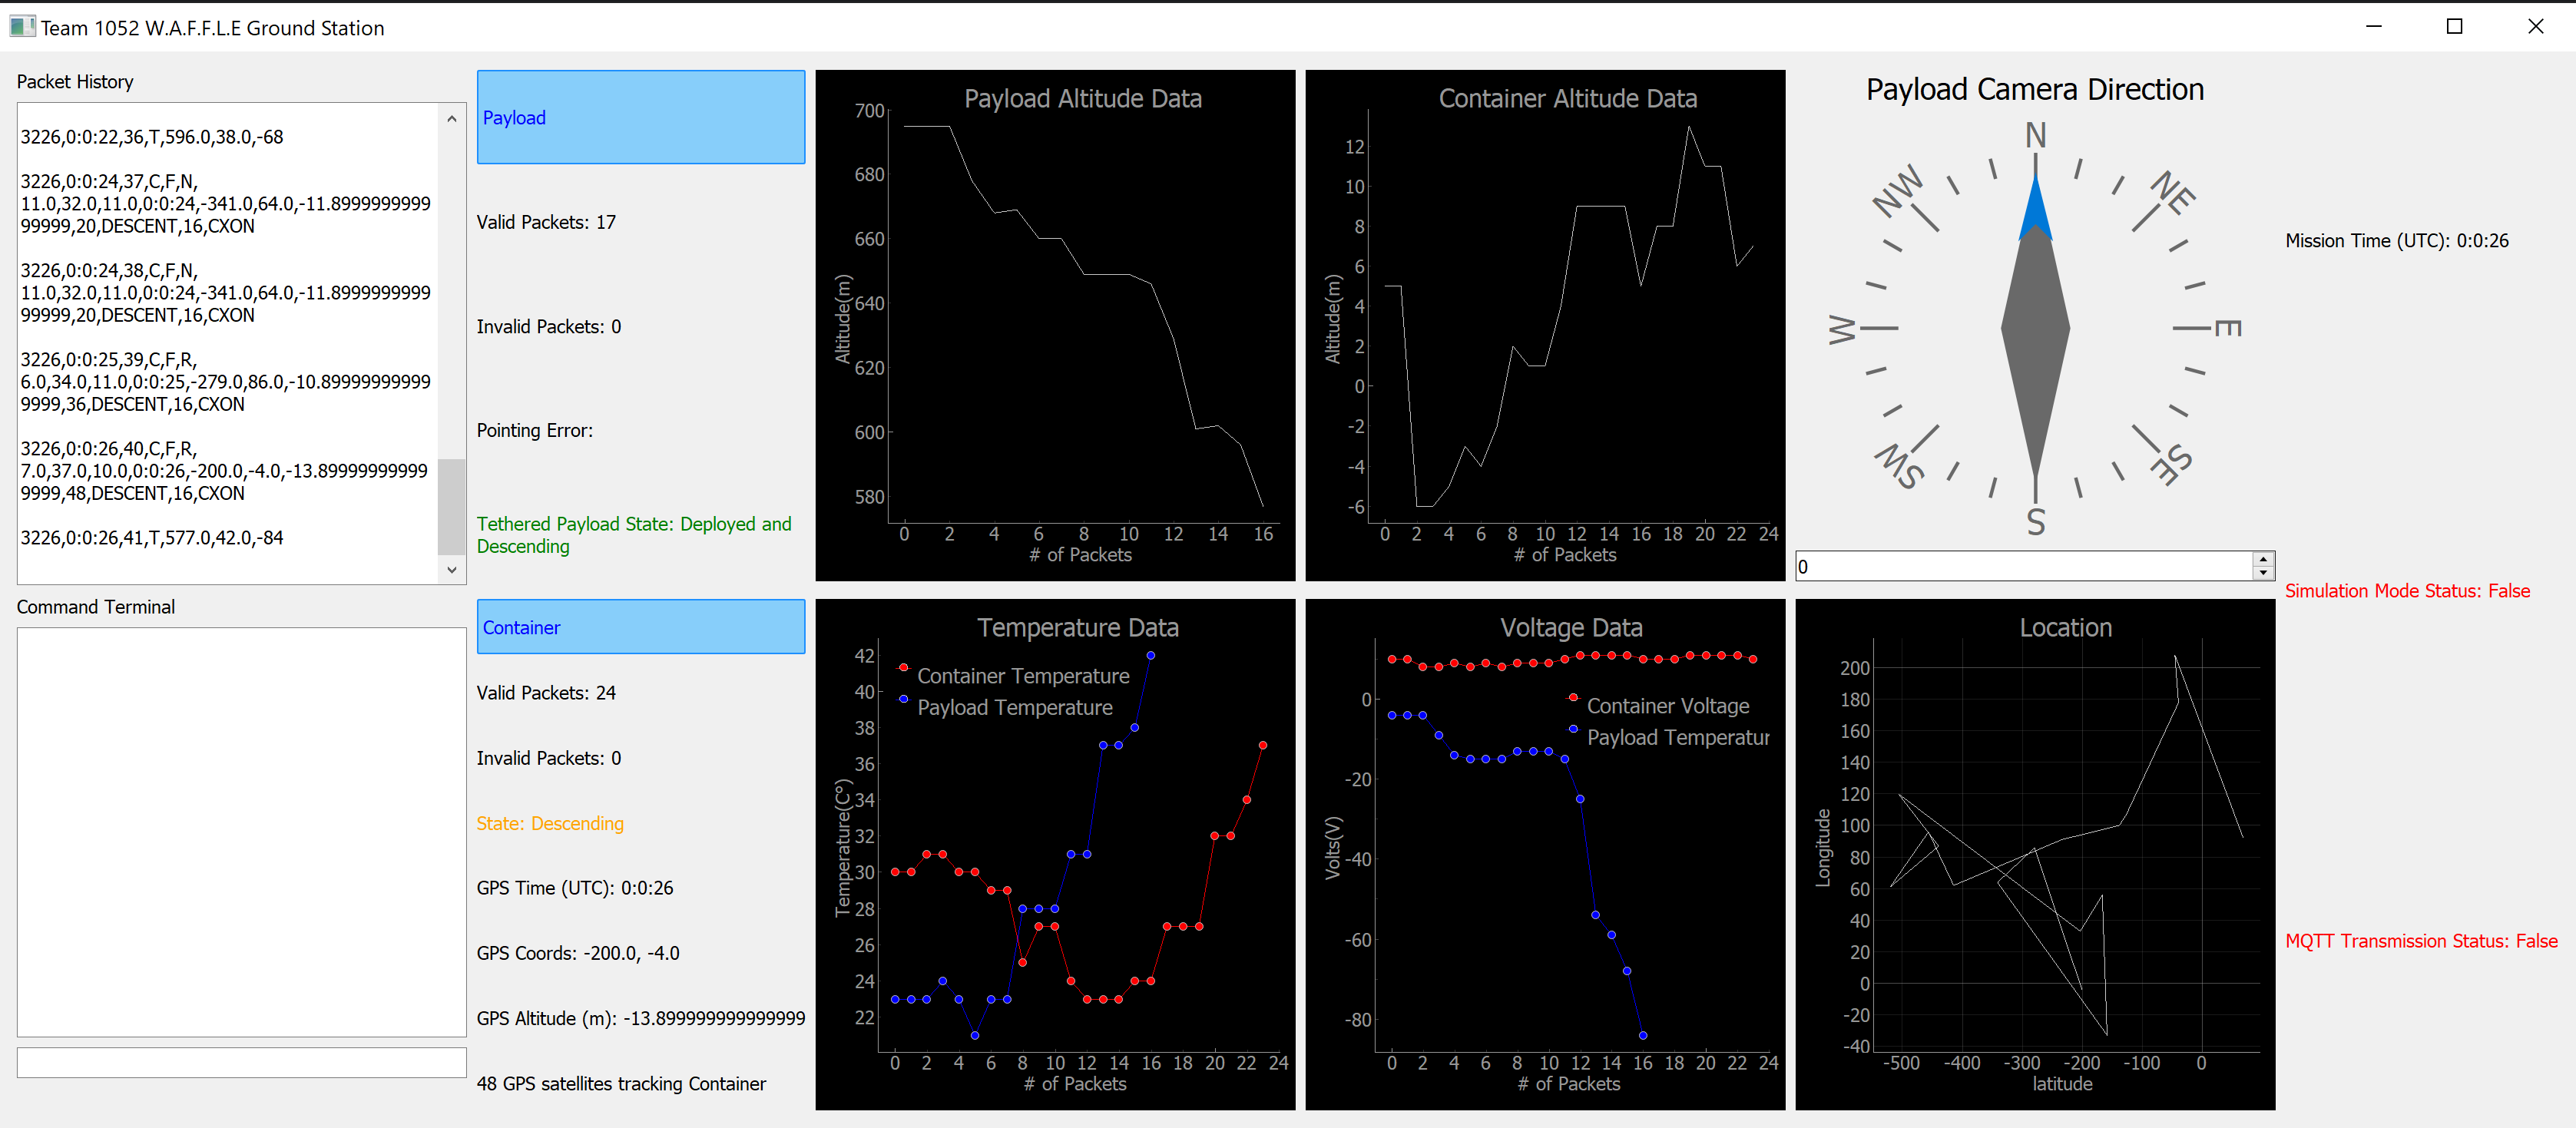 Team 1052 W.A.F.F.L.E Ground Station
Packet History
3226,0:0:22,36,T,596.0,38.0,-68
3226,0:0:24,37,C,F,N,
11.0,32.0,11.0,0:0:24,-341.0,64.0,-11.8999999999
99999,20,DESCENT,16,CXON
3226,0:0:24,38,C,F,N,
11.0,32.0,11.0,0:0:24,-341.0,64.0,-11.8999999999
99999,20,DESCENT,16,CXON
3226,0:0:25,39,C,F,R,
6.0,34.0,11.0,0:0:25,-279.0,86.0,-10.89999999999
9999,36,DESCENT,16,CXON
3226,0:0:26,40,C,F,R,
7.0,37.0,10.0,0:0:26,-200.0,-4.0,-13.89999999999
9999,48,DESCENT,16,CXON
3226,0:0:26,41,T,577.0,42.0,-84
Command Terminal
Payload
Valid Packets: 17
Invalid Packets: 0
Pointing Error:
Tethered Payload State: Deployed and
Descending
Container
Valid Packets: 24
Invalid Packets: 0
State: Descending
GPS Time (UTC): 0:0:26
GPS Coords: -200.0, -4.0
GPS Altitude (m): -13.899999999999999
48 GPS satellites tracking Container
Payload Altitude Data
Altitude(m)
700
680
660
640
620
600
580
0 2 4 6 8 10 12 14 16
# of Packets
Container Altitude Data
Altitude(m)
12
10
8
6
4
2
0
-2
-4
-6
0 2 4 6 8 10 12 14 16 18 20 22 24
# of Packets
Payload Camera Direction
N
NE
E
SE
S
SW
W
NW
0
Mission Time (UTC): 0:0:26
Simulation Mode Status: False
MQTT Transmission Status: False
Temperature Data
Container Temperature
Payload Temperature
Temperature(C°)
42
40
38
36
34
32
30
28
26
24
22
0 2 4 6 8 10 12 14 16 18 20 22 24
# of Packets
Voltage Data
Container Voltage
Payload Temperatur
Volts(V)
0
-20
-40
-60
-80
0 2 4 6 8 10 12 14 16 18 20 22 24
# of Packets
Location
Longitude
200
180
160
140
120
100
80
60
40
20
0
-20
-40
-500 -400 -300 -200 -100 0
latitude